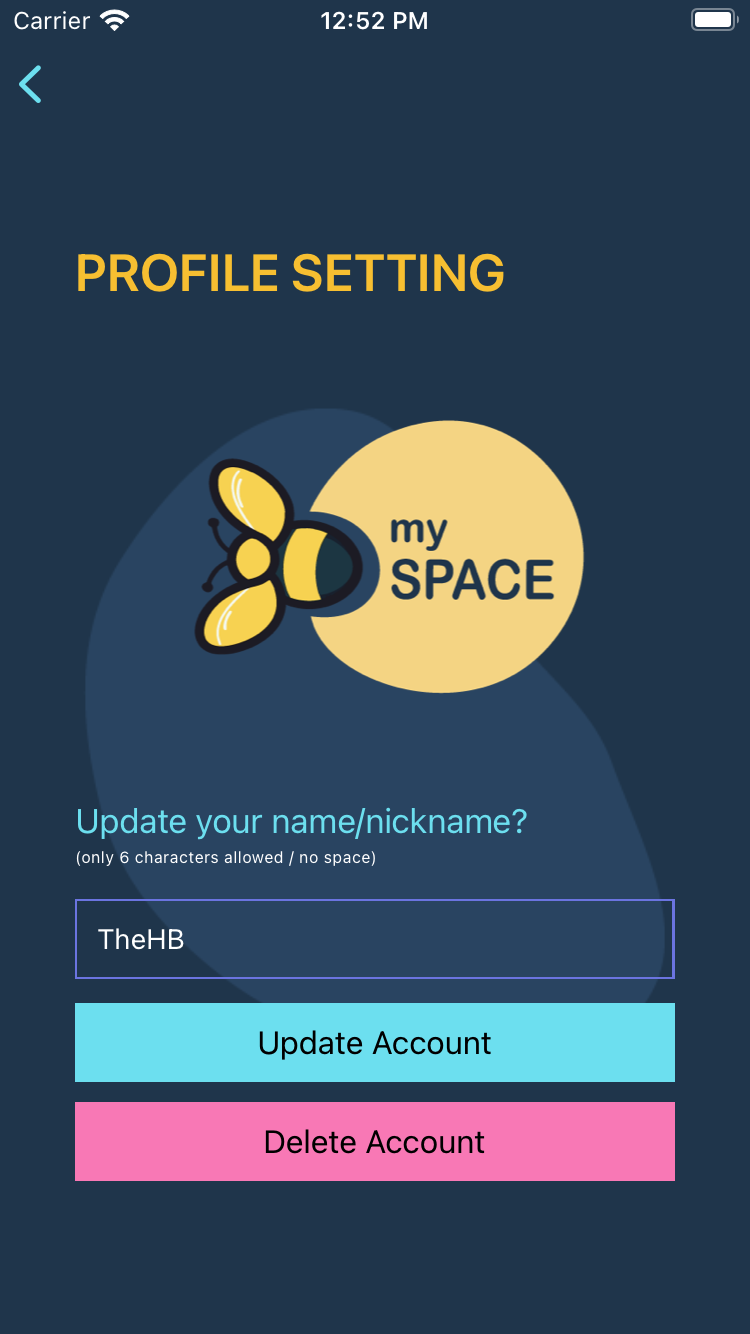 Carrier 12:52 PM
PROFILE SETTING
my
SPACE
Update your name/nickname?
(only 6 characters allowed / no space)
TheHB
Update Account
Delete Account